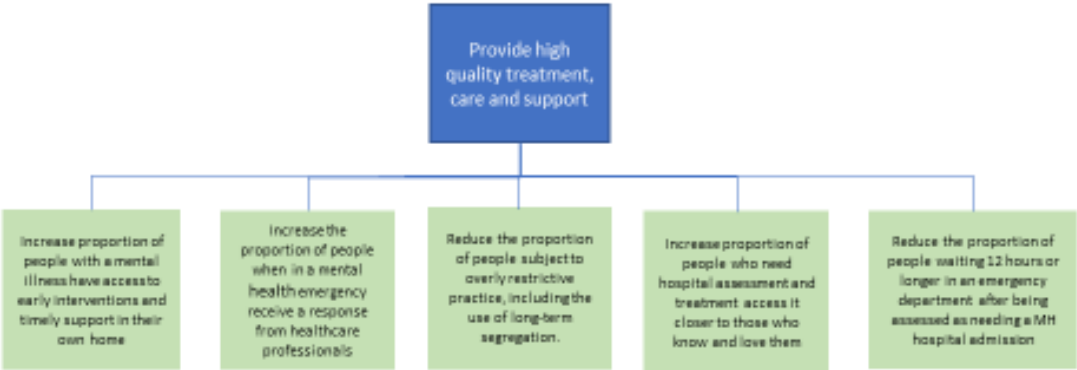 Provide high
quality treatment,
care and support
Increase proportion of
people with a mental
illness have access to
early interventions and
timely support in their
own home
Increase the
proportion of people
when in a mental
health emergency
receive a response
from healthcare
professionals
Reduce the proportion
of people subject to
overly restrictive
practice, including the
use of long-term
segregation.
Increase proportion of
people who need
hospital assessment and
treatment access it
closer to those who
know and love them
Reduce the proportion of
people waiting 12 hours or
longer in an emergency
department after being
assessed as needing a MH
hospital admission